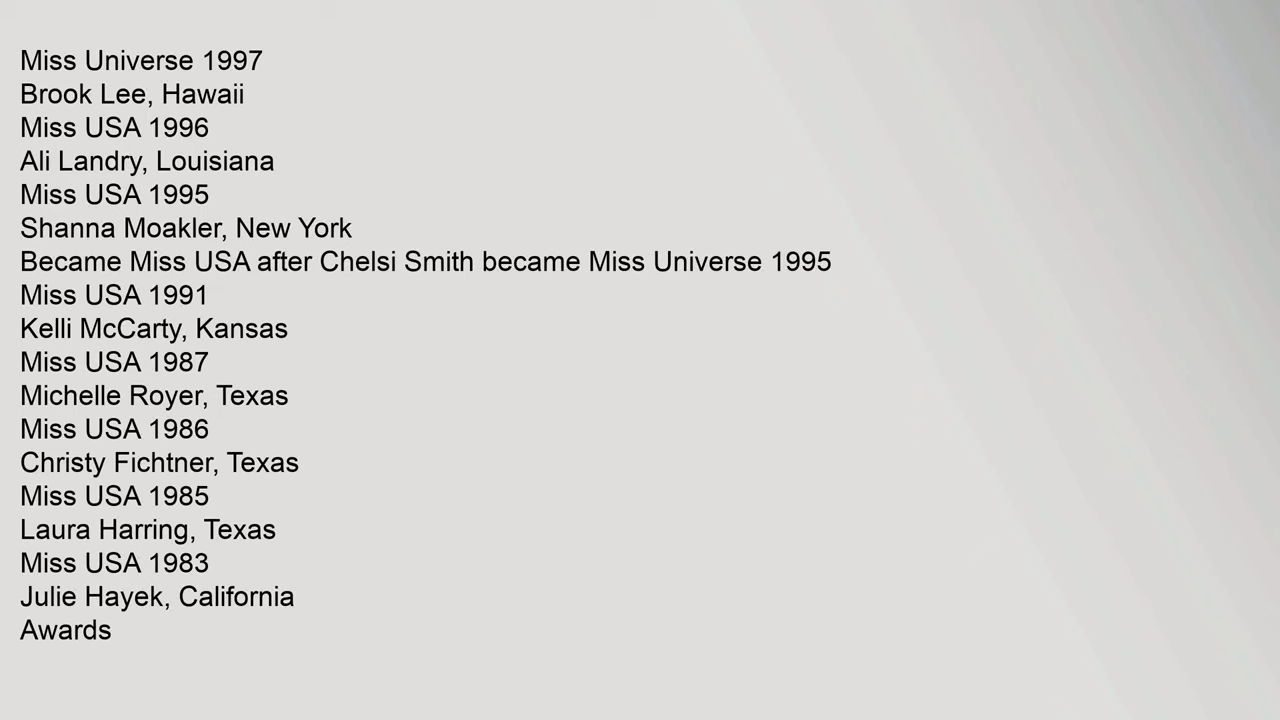 Miss Universe 1997
Brook Lee, Hawaii
Miss USA 1996
Ali Landry, Louisiana
Miss USA 1995
Shanna Moakler, New York
Became Miss USA after Chelsi Smith became Miss Universe 1995
Miss USA 1991
Kelli McCarty, Kansas
Miss USA 1987
Michelle Royer, Texas
Miss USA 1986
Christy Fichtner, Texas
Miss USA 1985
Laura Harring, Texas
Miss USA 1983
Julie Hayek, California
Awards